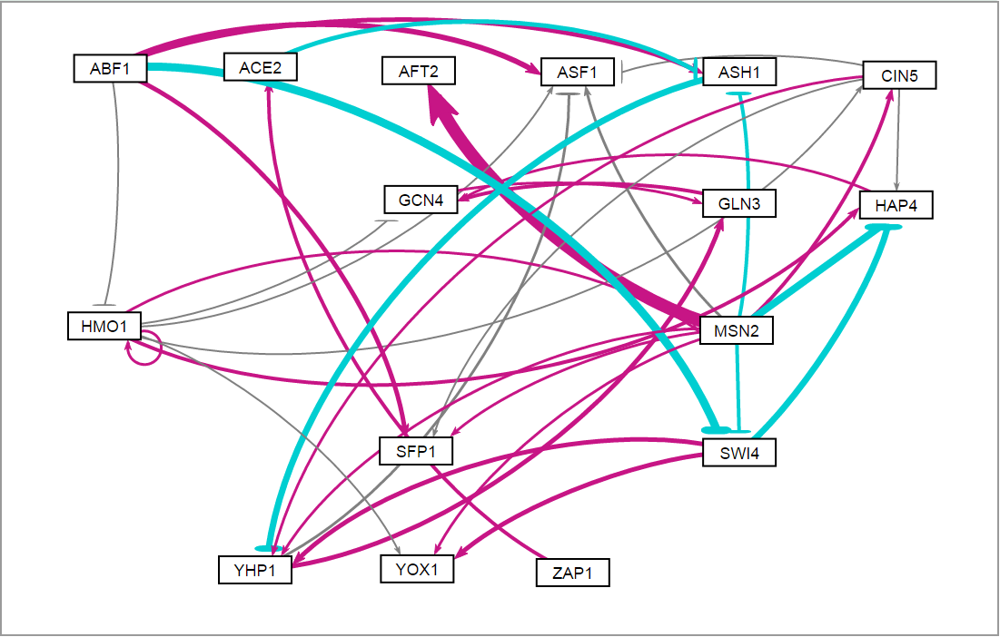 ABF1
ACE2
AFT2
ASF1
ASH1
CIN5
GCN4
GLN3
HAP4
HMO1
MSN2
SFP1
SWI4
YHP1
YOX1
ZAP1